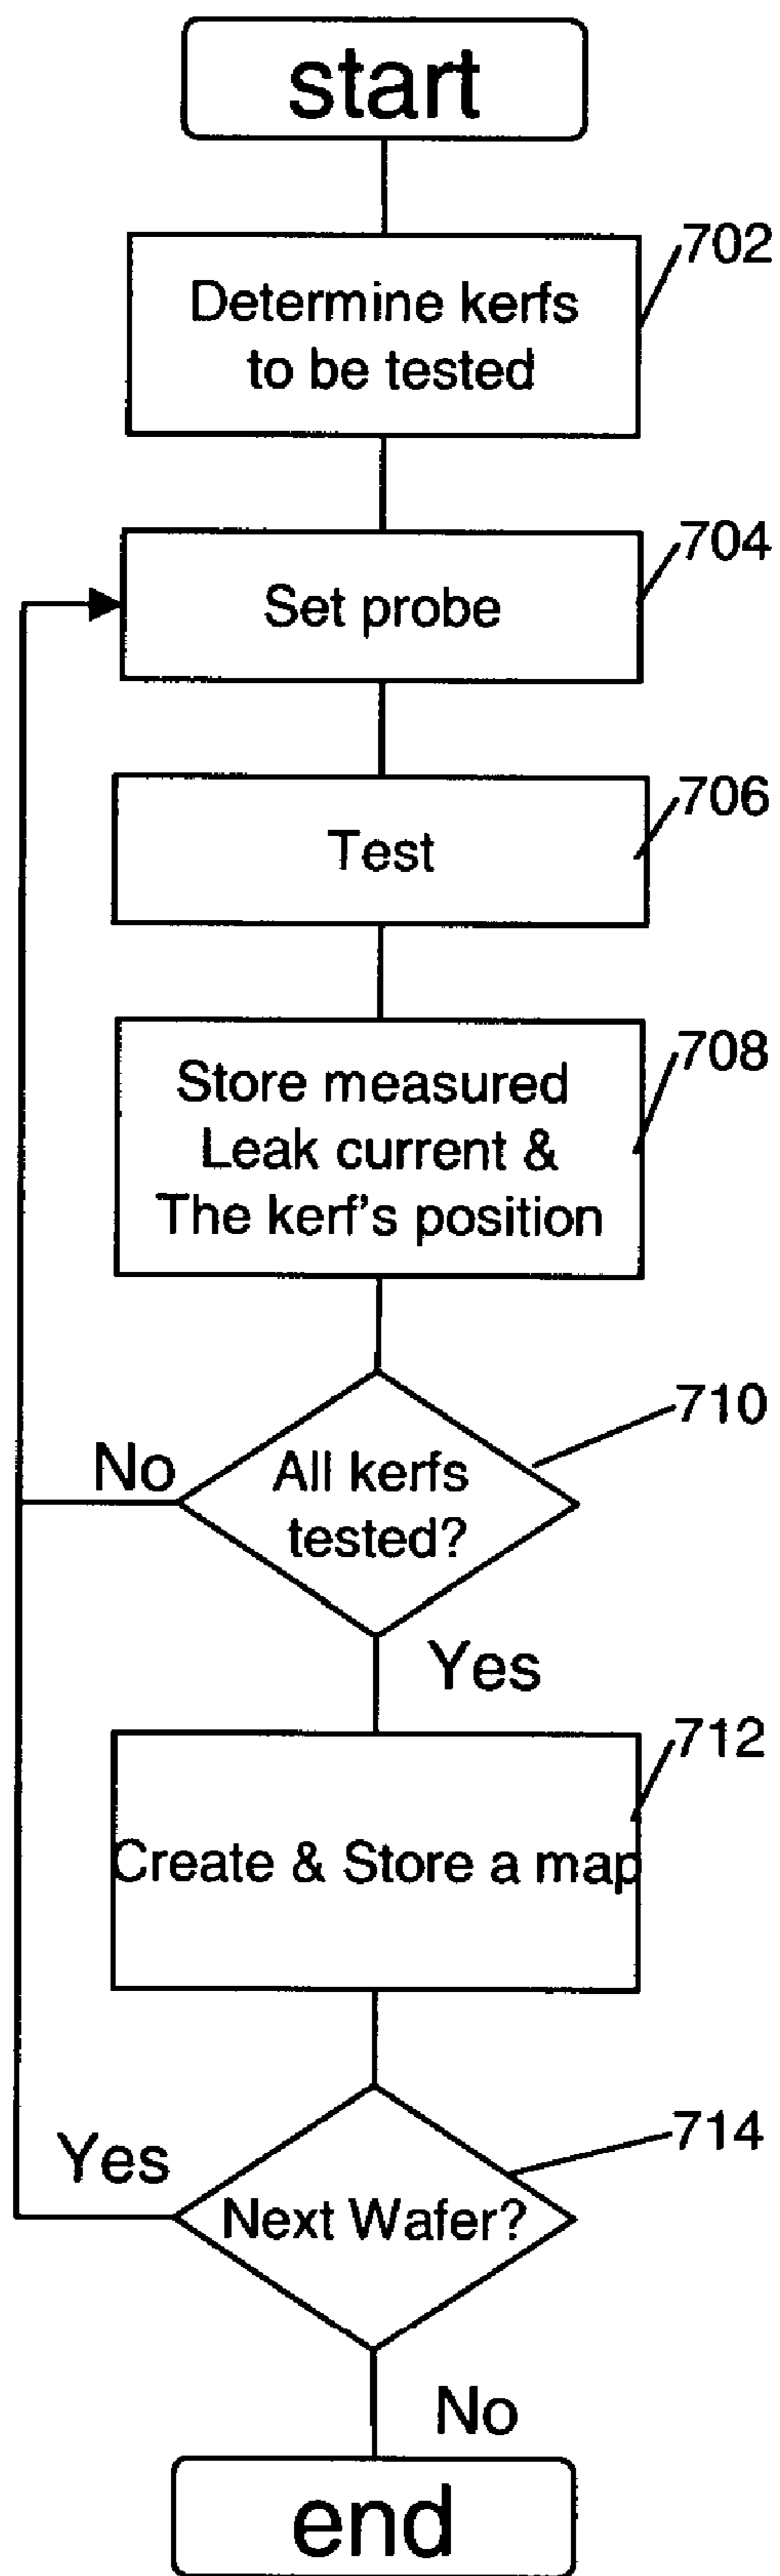 start
702
Determine kerfs
to be tested
704
Set probe
706
Test
708
Store measured
Leak current &
The kerf's position
710
No
All kerfs
tested?
Yes
712
Create & Store a map
714
Yes
Next Wafer?
No
end